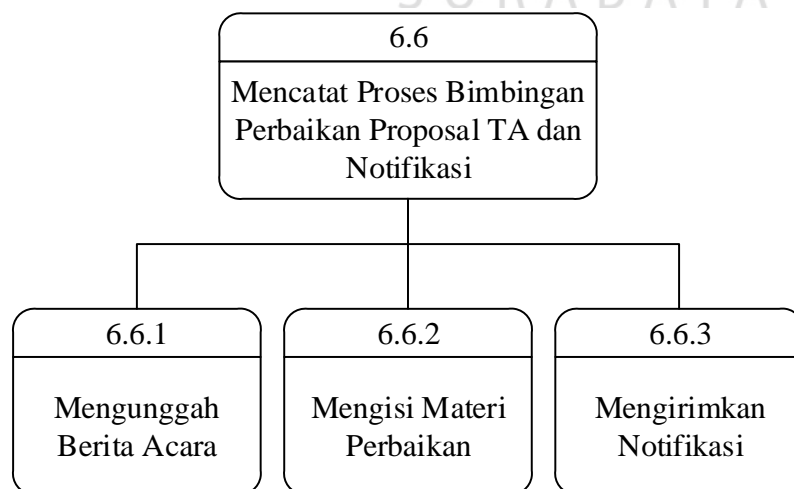 SURABAYA
6.6
Mencatat Proses Bimbingan
Perbaikan Proposal TA dan
Notifikasi
6.6.1
Mengunggah
Berita Acara
6.6.2
Mengisi Materi
Perbaikan
6.6.3
Mengirimkan
Notifikasi